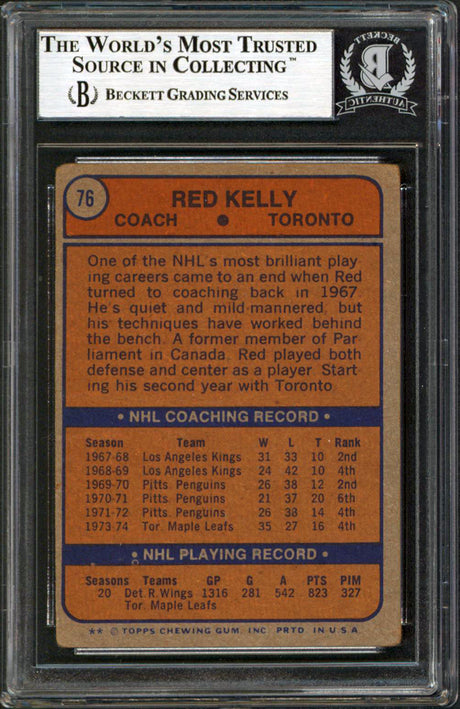 THE WORLD'S MOST TRUSTED
SOURCE IN COLLECTING™
B BECKETT GRADING SERVICES
BECKETT
AUTHENTIC
76
RED KELLY
COACH ● TORONTO
One of the NHL's most brilliant play-
ing careers came to an end when Red
turned to coaching back in 1967.
He's quiet and mild-mannered, but
his techniques have worked behind
the bench. A former member of Par-
liament in Canada, Red played both
defense and center as a player. Start-
ing his second year with Toronto.
• NHL COACHING RECORD •
Season Team W L T Rank
1967-68 Los Angeles Kings 31 33 10 2nd
1968-69 Los Angeles Kings 24 42 10 4th
1969-70 Pitts. Penguins 26 38 12 2nd
1970-71 Pitts. Penguins 21 37 20 6th
1971-72 Pitts. Penguins 26 38 14 4th
1973-74 Tor. Maple Leafs 35 27 16 4th
• NHL PLAYING RECORD •
Seasons Teams GP G A PTS PIM
20 Det. R. Wings 1316 281 542 823 327
Tor. Maple Leafs
** © TOPPS CHEWING GUM, INC. PRTD. IN U.S.A.